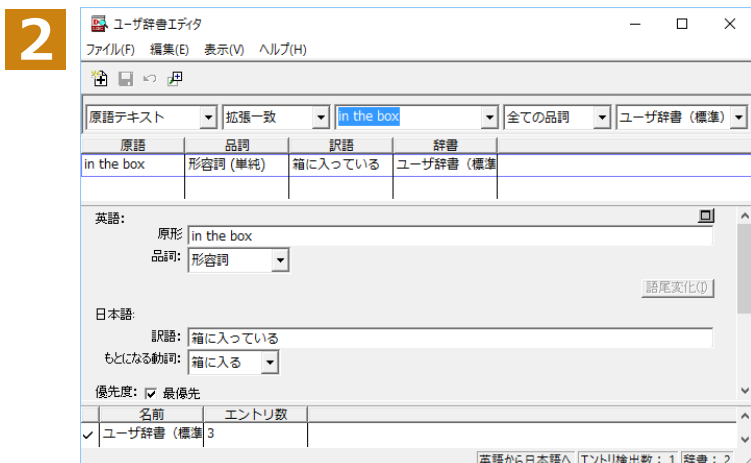 2
ユーザ辞書エディタ
ファイル(F) 編集(E) 表示(V) ヘルプ(H)
原語テキスト 拡張一致 in the box 全ての品詞 ユーザ辞書（標準）
原語 品詞 訳語 辞書
in the box 形容詞 (単純) 箱に入っている ユーザ辞書（標準
英語:
原形 in the box
品詞: 形容詞
語尾変化(I)
日本語:
訳語: 箱に入っている
もとになる動詞: 箱に入る
優先度: 最優先
名前 エントリ数
ユーザ辞書（標準 3
英語から日本語へ エントリ検出数： 1 辞書： 2